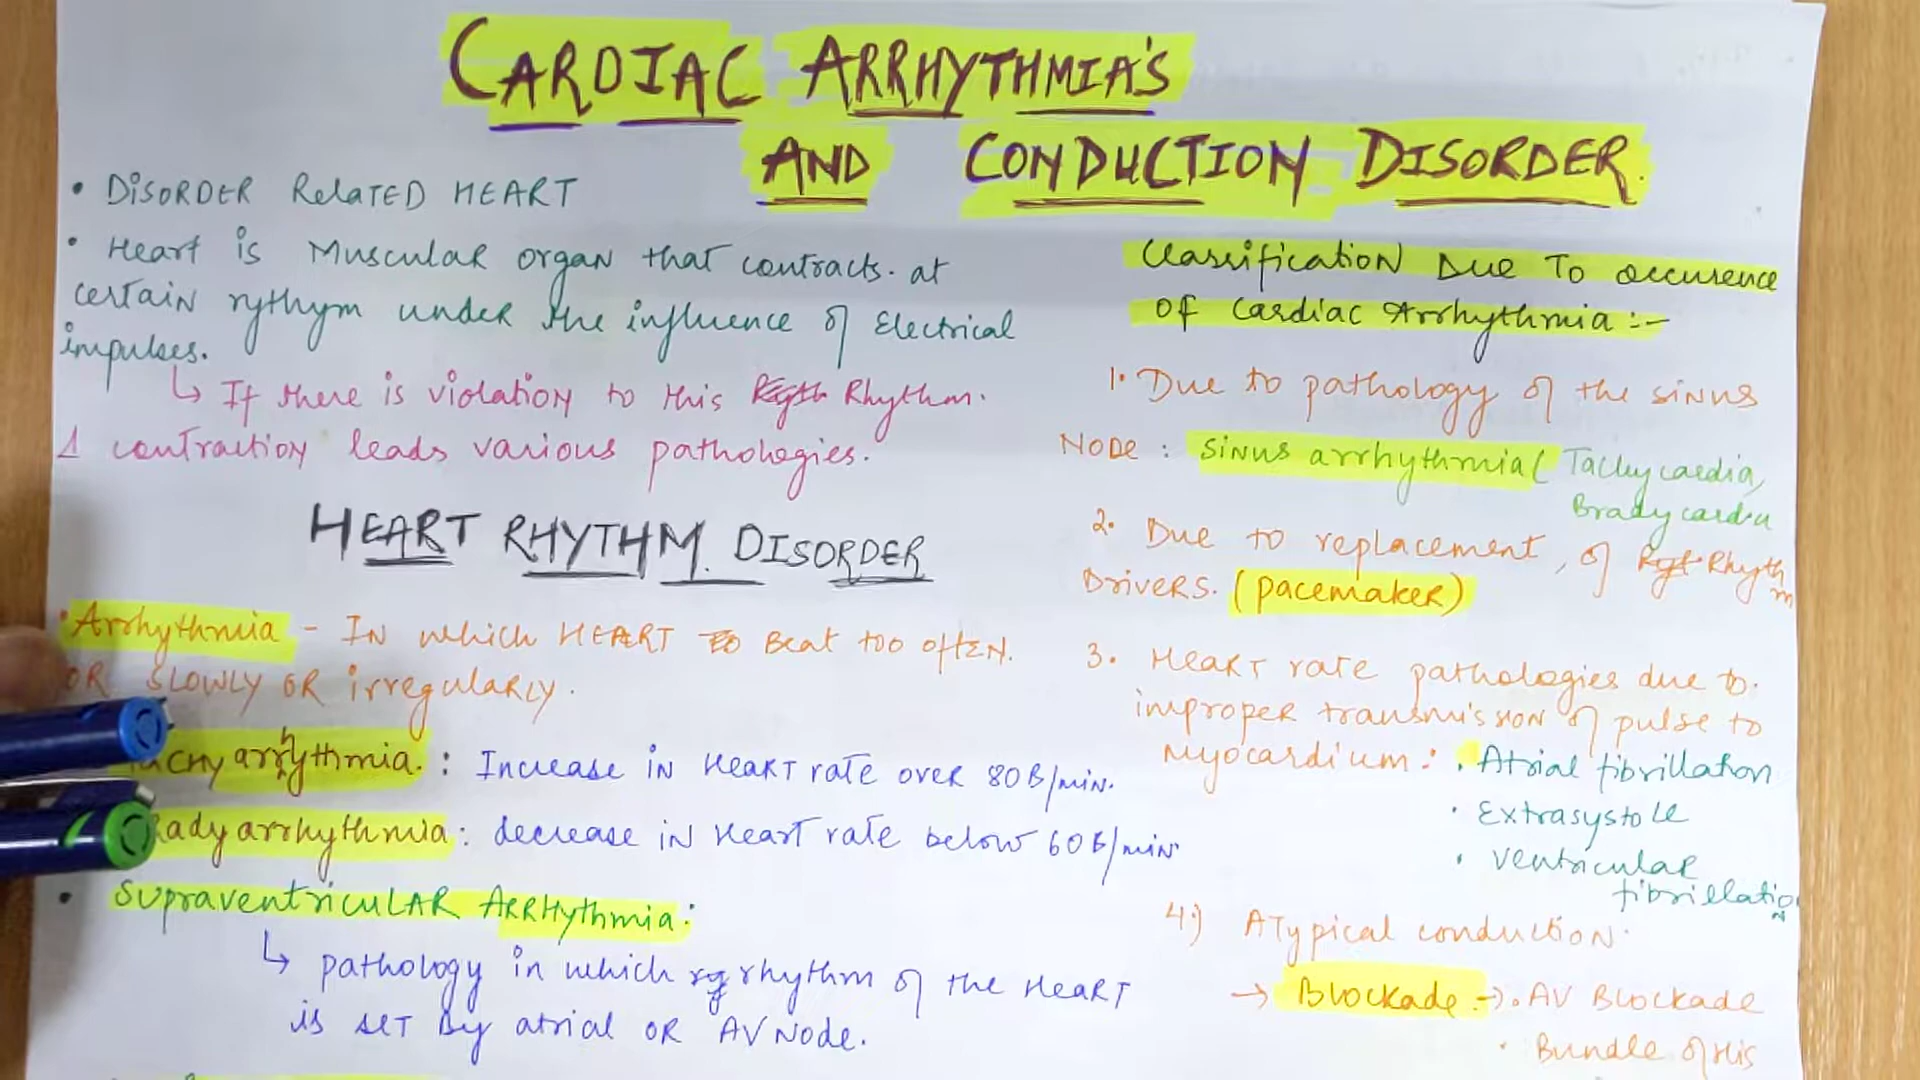 CARDIAC ARRHYTHMIA'S
AND CONDUCTION DISORDER.
• DISORDER RELATED HEART
• Heart is Muscular organ that contracts. at
certain rythym under the influence of Electrical
impulses.
↳ If there is violation to this Rhythm.
contraction leads various pathologies.
HEART RHYTHM. DISORDER
• Arrhythmia - IN which HEART Beat too often.
OR SLOWLY OR irregularly.
arrhythmia. : Increase in Heart rate over 80B/min.
adyarrhythmia : decrease in Heart rate below 60B/min
• Supraventricular Arrhythmia:
↳ pathology in which rhythm of the Heart
is set By atrial OR AV Node.
Classification Due To occurence
of Cardiac Arrhythmia :-
1. Due to pathology of the sinus
Node : Sinus arrhythmia ( Tachycardia,
Bradycardia
2. Due to replacement, of Rhythm
Drivers. (pacemaker)
3. Heart rate pathologies due to.
improper transmission of pulse to
Myocardium : • Atrial fibrillation
• Extrasystole
• Ventricular
fibrillation
4.) Atypical conduction.
→ Blockade. → • AV Blockade
• Bundle of His